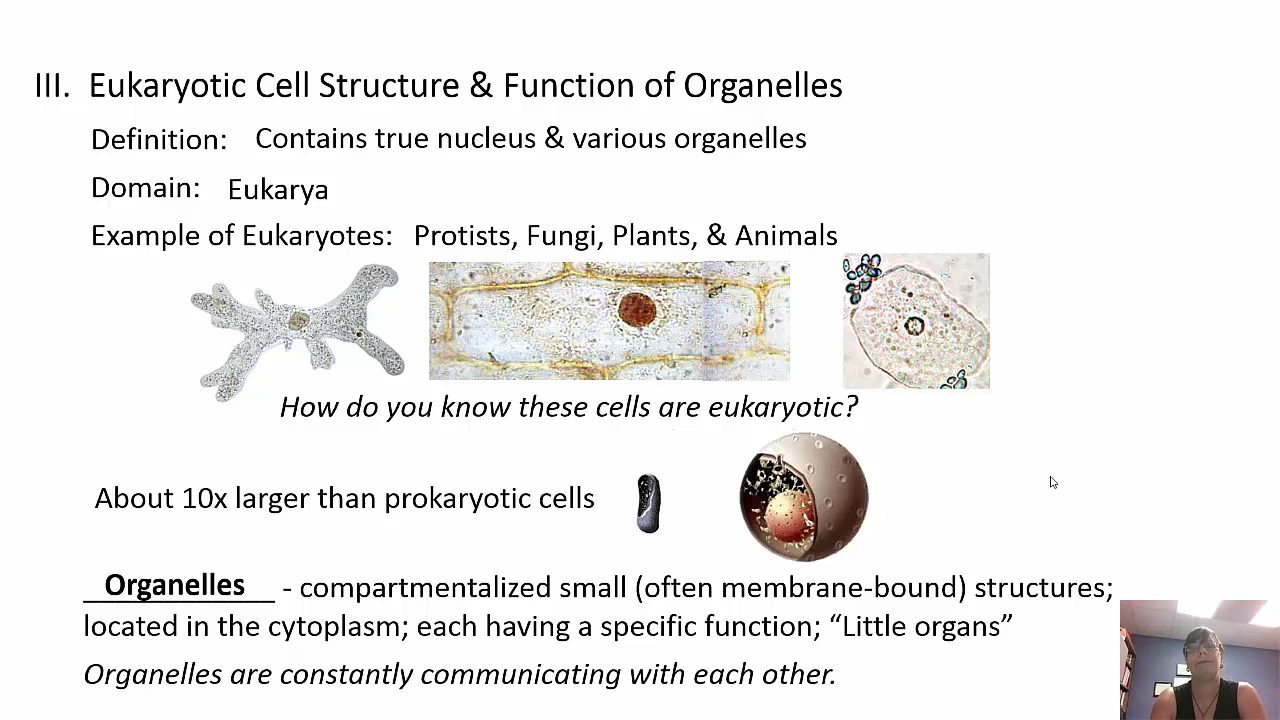 III. Eukaryotic Cell Structure & Function of Organelles
Definition: Contains true nucleus & various organelles
Domain: Eukarya
Example of Eukaryotes: Protists, Fungi, Plants, & Animals
How do you know these cells are eukaryotic?
About 10x larger than prokaryotic cells
Organelles - compartmentalized small (often membrane-bound) structures;
located in the cytoplasm; each having a specific function; “Little organs”
Organelles are constantly communicating with each other.